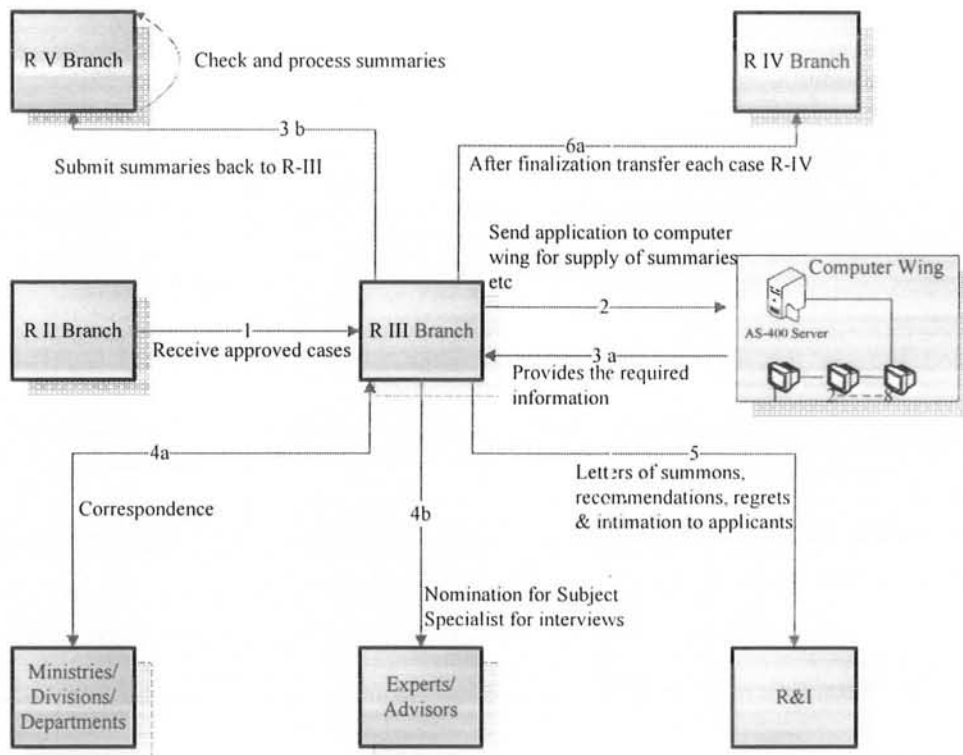 R V Branch
Check and process summaries
R IV Branch
3 b
Submit summaries back to R-III
6a
After finalization transfer each case R-IV
Send application to computer
wing for supply of summaries
etc
Computer Wing
AS-400 Server
R II Branch
1
Receive approved cases
R III Branch
2
3 a
Provides the required
information
4a
Correspondence
4b
Nomination for Subject
Specialist for interviews
5
Letters of summons,
recommendations, regrets
& intimation to applicants
Ministries/
Divisions/
Departments
Experts/
Advisors
R&I